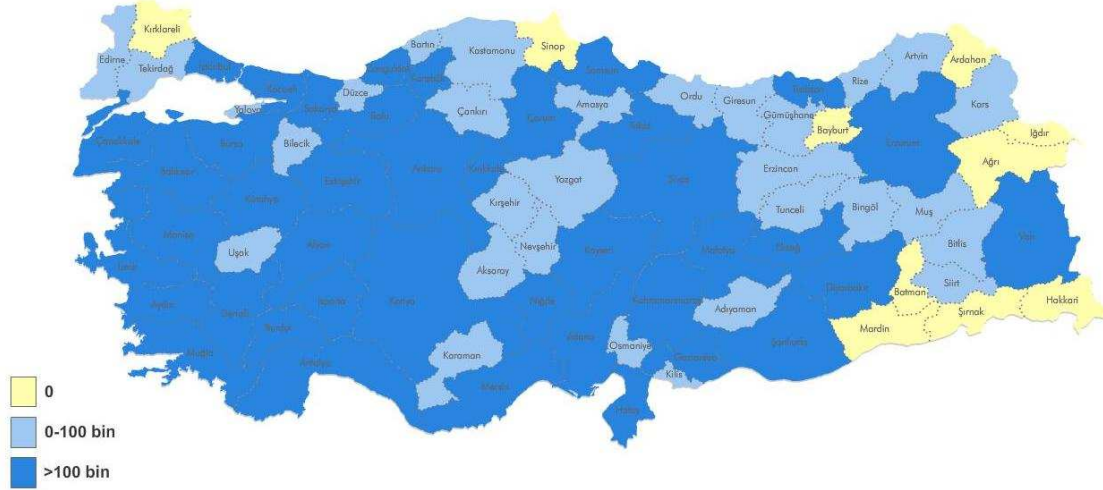 Kırklareli
Edirne
Tekirdağ
İstanbul
Yalova
Kocaeli
Sakarya
Düzce
Bolu
Zonguldak
Karabük
Bartın
Kastamonu
Sinop
Çankırı
Samsun
Amasya
Çorum
Tokat
Ordu
Giresun
Gümüşhane
Trabzon
Bayburt
Rize
Artvin
Ardahan
Kars
Iğdır
Ağrı
Erzurum
Erzincan
Tunceli
Bingöl
Muş
Bitlis
Van
Siirt
Batman
Mardin
Şırnak
Hakkari
Çanakkale
Balıkesir
Bursa
Bilecik
Eskişehir
Kütahya
Ankara
Kırıkkale
Yozgat
Kırşehir
Nevşehir
Aksaray
Sivas
Kayseri
Malatya
Elazığ
Diyarbakır
Manisa
Uşak
Afyon
İzmir
Aydın
Denizli
Isparta
Burdur
Konya
Niğde
Muğla
Antalya
Karaman
Mersin
Adana
Osmaniye
Kahramanmaraş
Adıyaman
Gaziantep
Şanlıurfa
Kilis
Hatay
0
0-100 bin
>100 bin